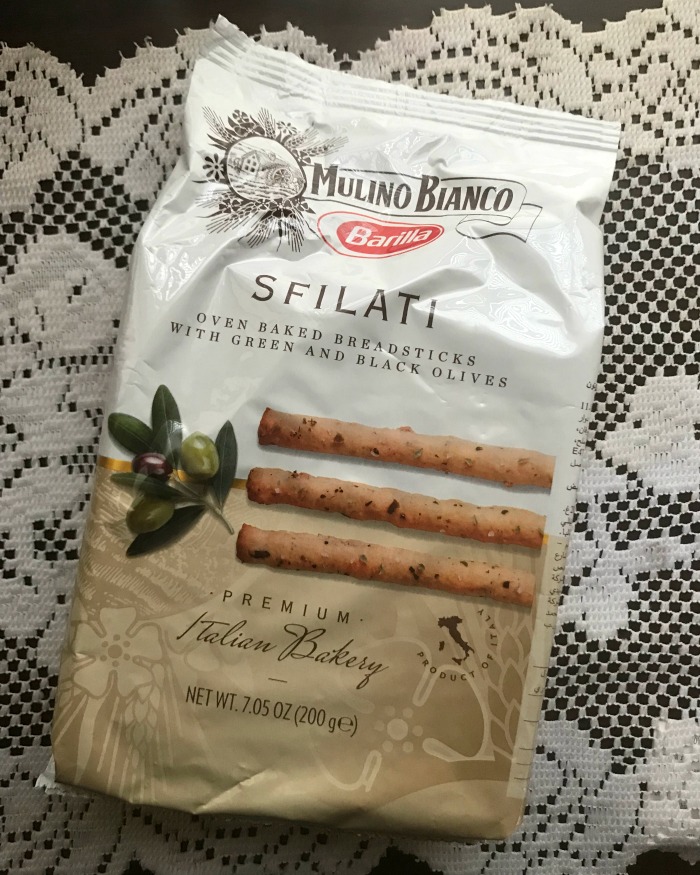 MULINO BIANCO
Barilla
SFILATI
OVEN BAKED BREADSTICKS
WITH GREEN AND BLACK OLIVES
· PREMIUM ·
Italian Bakery
PRODUCT OF ITALY
NET WT. 7.05 OZ (200 g e)